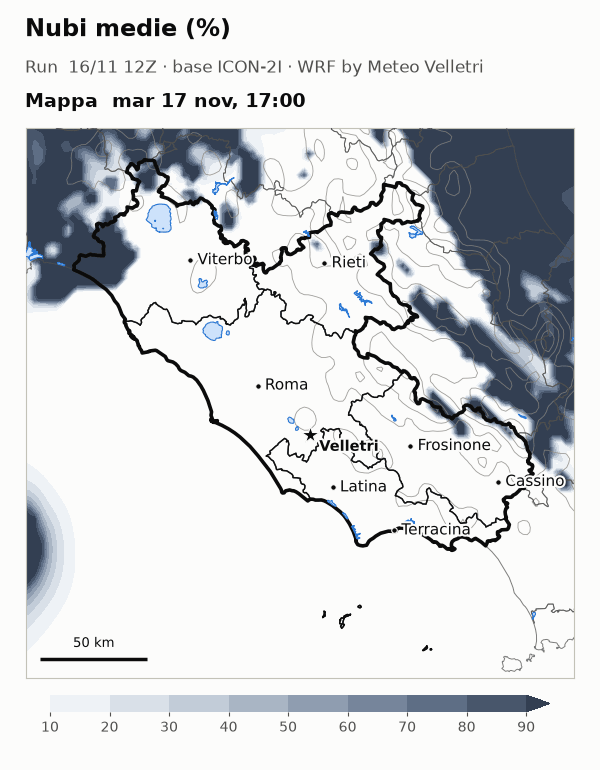 Nubi medie (%)
Run 16/11 12Z · base ICON-2I · WRF by Meteo Velletri
Mappa mar 17 nov, 17:00
Viterbo
Rieti
Roma
Velletri
Frosinone
Latina
Cassino
Terracina
50 km
10 20 30 40 50 60 70 80 90